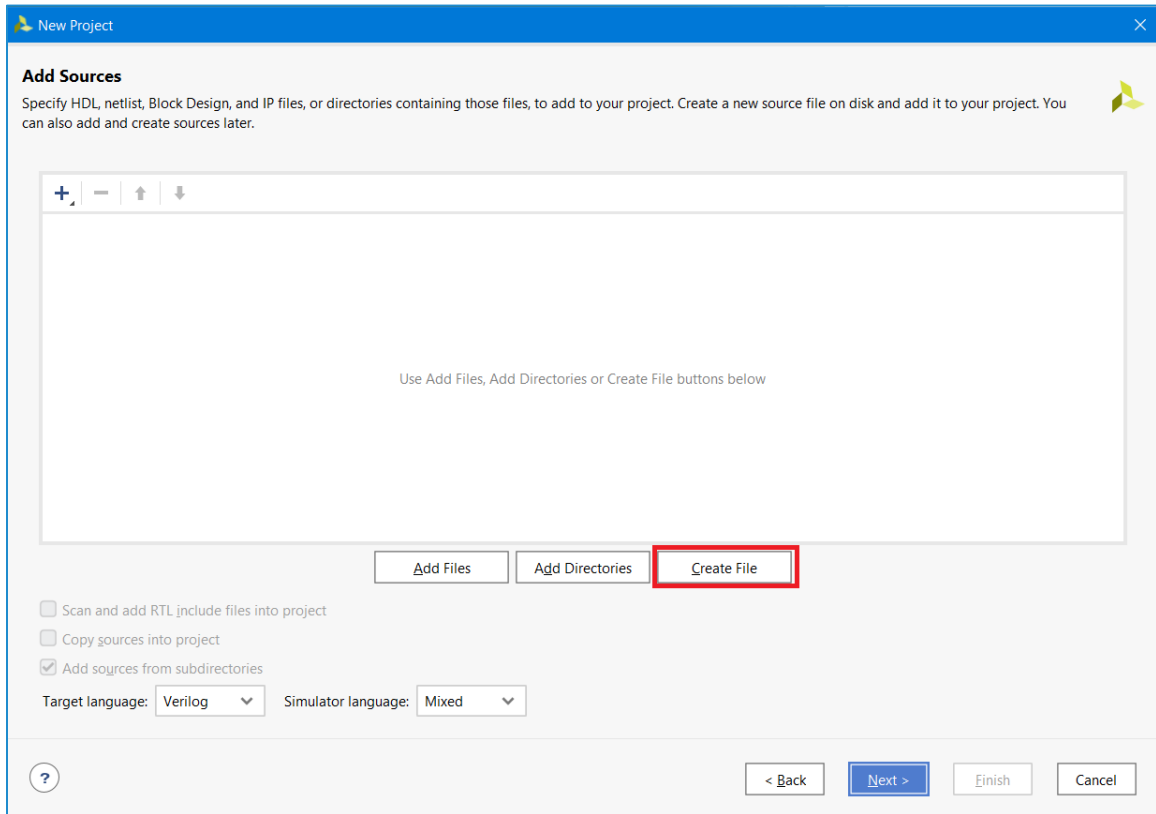 New Project
Add Sources
Specify HDL, netlist, Block Design, and IP files, or directories containing those files, to add to your project. Create a new source file on disk and add it to your project. You
can also add and create sources later.
Use Add Files, Add Directories or Create File buttons below
Add Files Add Directories Create File
Scan and add RTL include files into project
Copy sources into project
Add sources from subdirectories
Target language: Verilog Simulator language: Mixed
? < Back Next > Finish Cancel